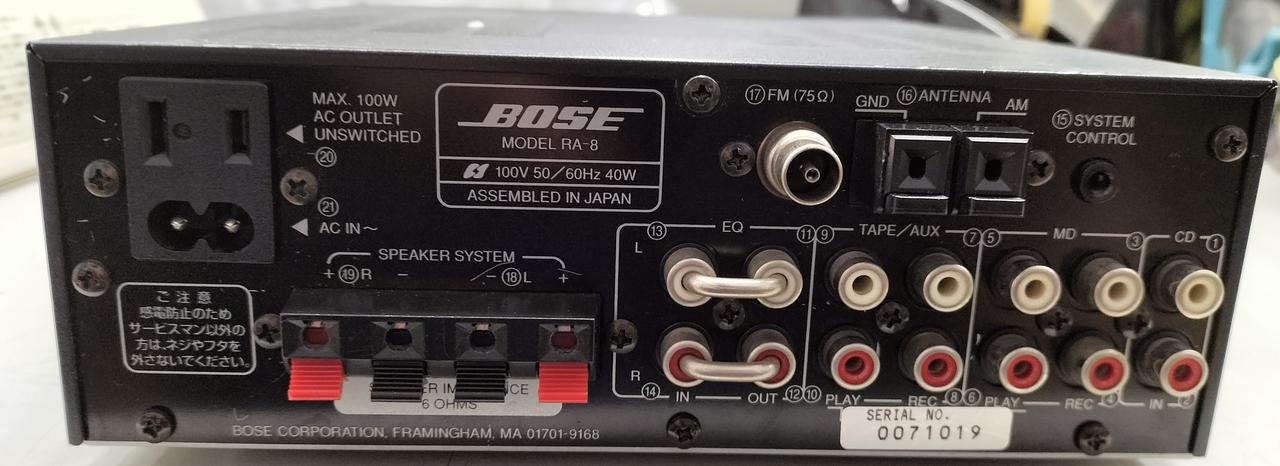 MAX. 100W
AC OUTLET
◀ UNSWITCHED
⑳
㉑
◀ AC IN～
BOSE
MODEL RA-8
100V 50／60Hz 40W
ASSEMBLED IN JAPAN
⑰ FM (75Ω)
⑯ ANTENNA
GND
AM
⑮ SYSTEM
CONTROL
SPEAKER SYSTEM
+ ⑲ R − − ⑱ L +
ご注意
感電防止のため
サービスマン以外の
方は、ネジやフタを
外さないでください。
6 OHMS
⑬ EQ ⑪
L
R
⑭ IN OUT ⑫
⑨ TAPE／AUX ⑦
⑩ PLAY REC ⑧
⑤ MD ③
⑥ PLAY REC ④
CD ①
IN ②
BOSE CORPORATION, FRAMINGHAM, MA 01701-9168
SERIAL NO.
0071019